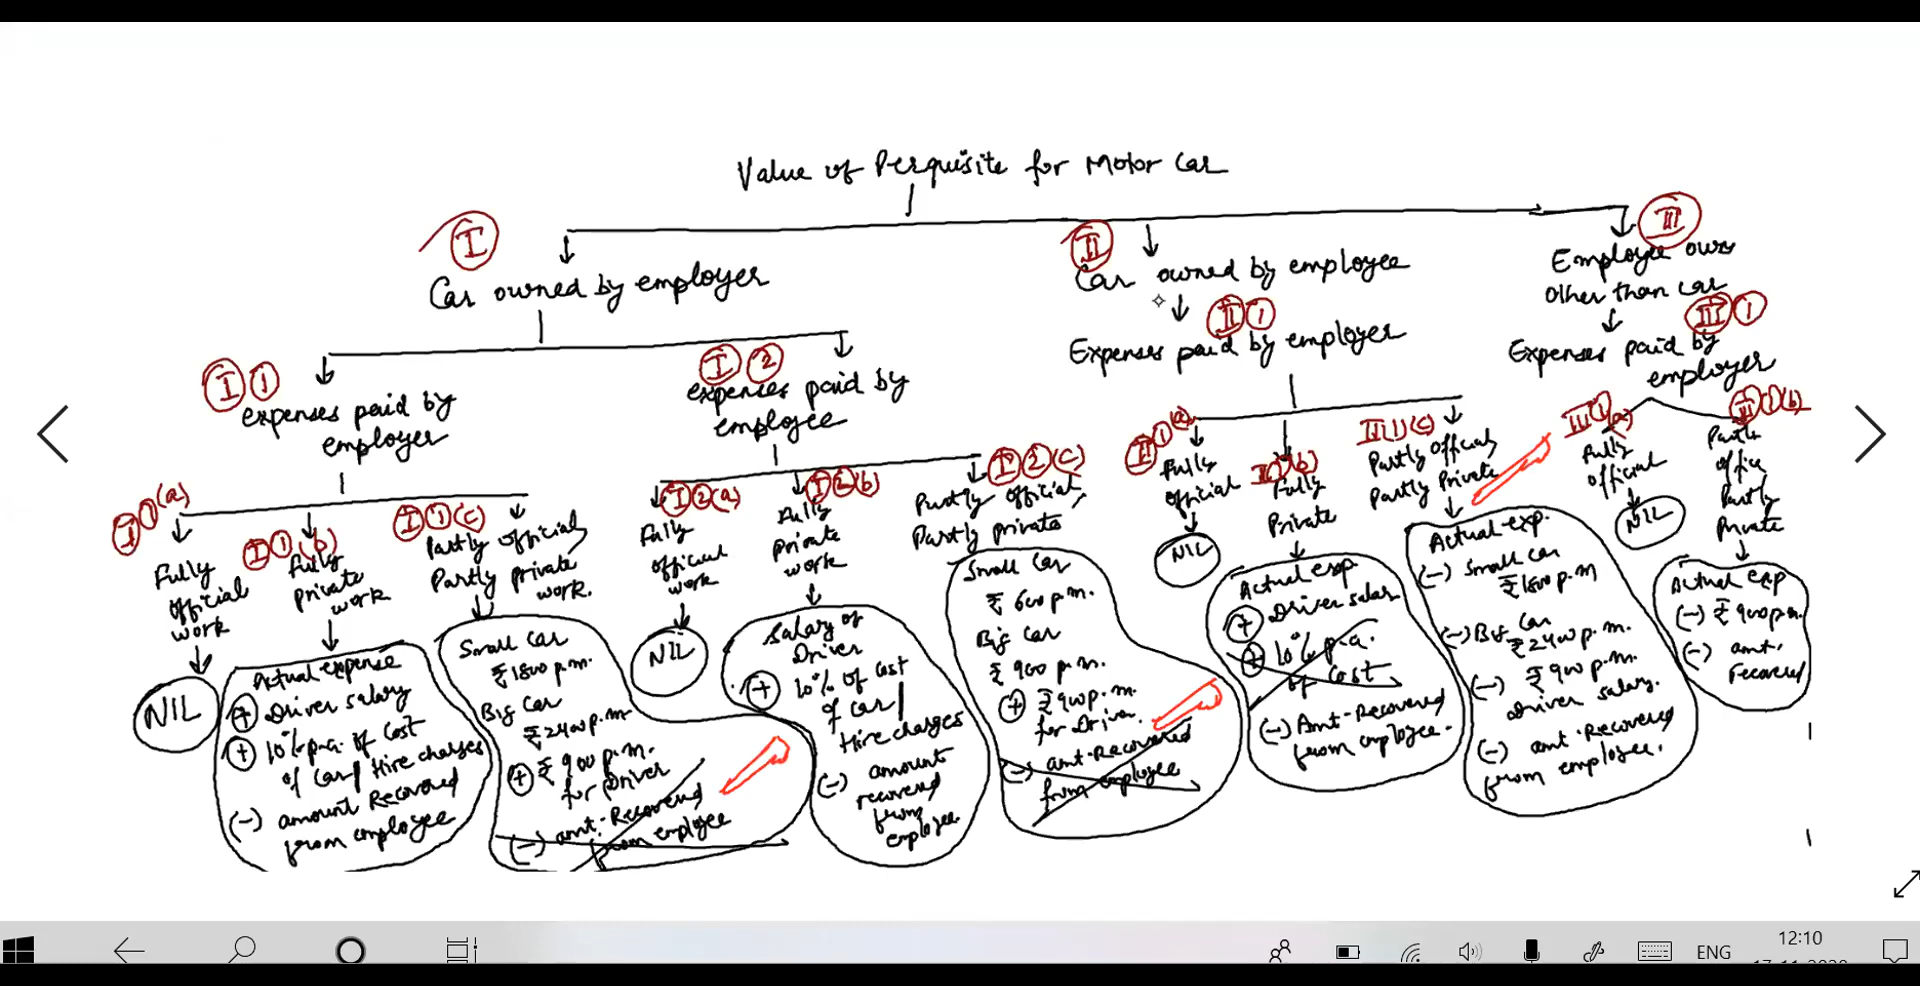 Value of Perquisite for Motor Car
I
Car owned by employer
I 1
expenses paid by
employer
I 1 (a)
Fully
official
work
NIL
I 1 (b)
Fully
Private
work
Actual expense
(+) Driver salary
(+) 10% p.a. of Cost
of Car/ Hire charges
(-) amount Recovered
from employee
I 1 (c)
Partly official,
Partly private
work.
Small Car
₹ 1800 p.m.
Big Car
₹ 2400 p.m.
(+) ₹ 900 p.m.
for Driver
(-) amt. Recovered
from employee
I 2
expenses paid by
employee
I 2 (a)
Fully
official
work
NIL
I 2 (b)
Fully
private
work
Salary of
Driver
(+) 10% of Cost
of Car/
Hire charges
(-) amount
recovered
from
employee.
I 2 (c)
Partly official,
Partly private
Small Car
₹ 600 p.m.
Big Car
₹ 900 p.m.
(+) ₹ 900 p.m.
for Driver.
(-) amt. Recovered
from employee
II
Car owned by employee
II 1
Expenses paid by employer
II 1 (a)
Fully
official
NIL
II 1 (b)
Fully
Private
Actual exp
(+) Driver salar
(+) 10% p.a.
of Cost
(-) Amt. Recovered
from employee.
II 1 (c)
Partly official,
Partly Private
Actual exp.
(-) Small Car
₹ 1800 p.m
(-) Big Car
₹ 2400 p.m.
(-) ₹ 900 p.m.
Driver salary.
(-) amt. Recovered
from employee.
III
Employee own
other than car
III 1
Expenses paid by
employer
III 1 (a)
Fully
official
NIL
III 1 (b)
Partly
Partly
Private
Actual exp
(-) ₹ 900 p.m.
(-) amt.
recovered
ENG
12:10